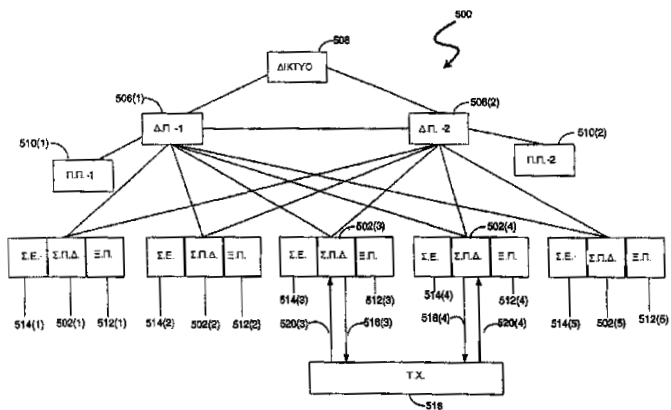 500
508
ΔΙΚΤΥΟ
506(1)
506(2)
Δ.Π. -1
Δ.Π. -2
510(1)
510(2)
Π.Π.-1
Π.Π.-2
502(3)
502(4)
Σ.Ε.· Σ.Π.Δ. Ξ.Π.
Σ.Ε. Σ.Π.Δ. Ξ.Π.
Σ.Ε. Σ.Π.Δ. Ξ.Π.
Σ.Ε. Σ.Π.Δ. Ξ.Π.
Σ.Ε.· Σ.Π.Δ. Ξ.Π.
514(1) 502(1) 512(1)
514(2) 502(2) 512(2)
514(3) 512(3)
520(3) 516(3)
514(4) 512(4)
516(4) 520(4)
514(5) 502(5) 512(5)
Τ.Χ.
518